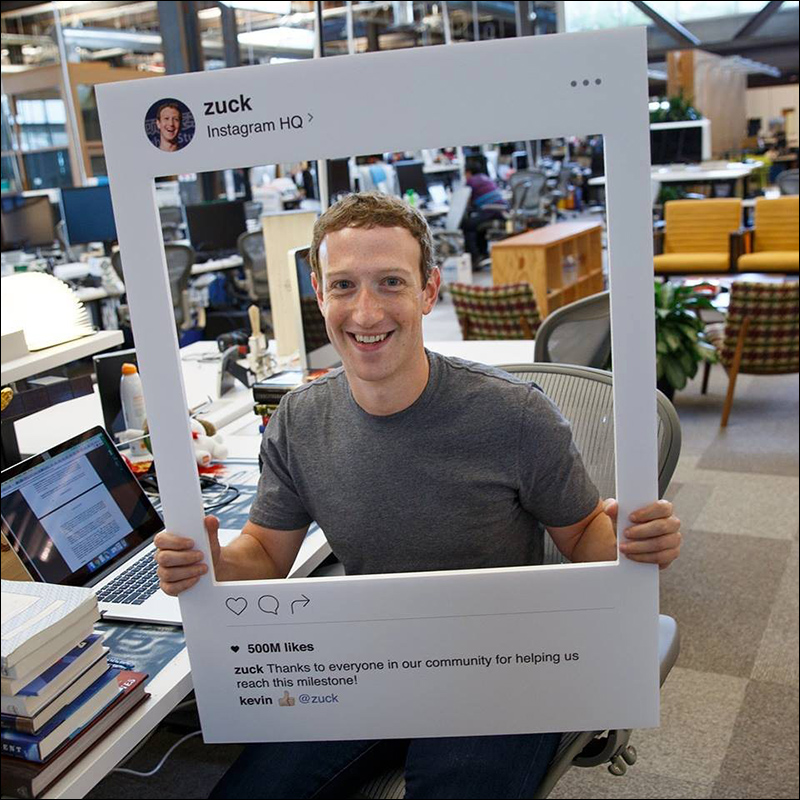 zuck
Instagram HQ >
500M likes
zuck Thanks to everyone in our community for helping us
reach this milestone!
kevin 👍🏼 @zuck